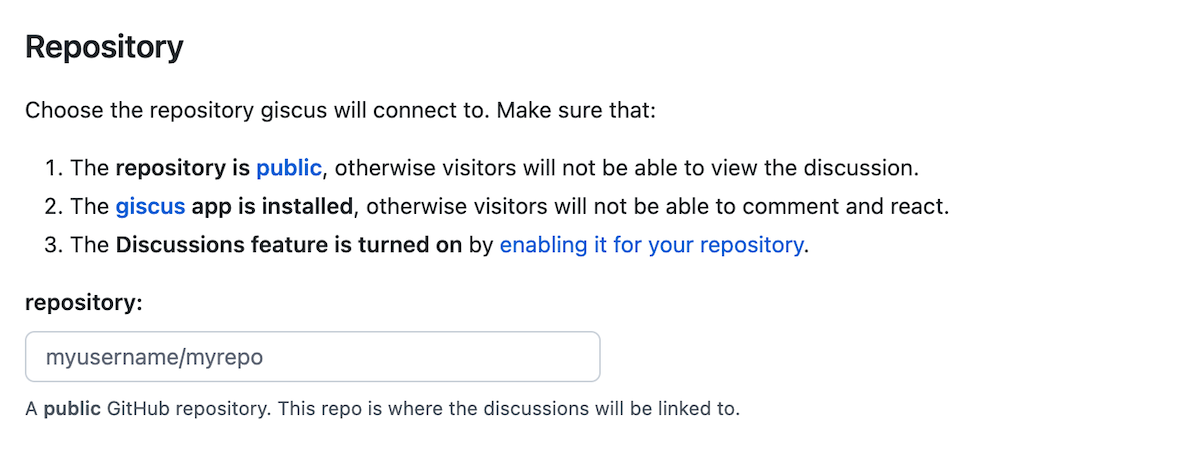 Repository
Choose the repository giscus will connect to. Make sure that:
1. The repository is public, otherwise visitors will not be able to view the discussion.
2. The giscus app is installed, otherwise visitors will not be able to comment and react.
3. The Discussions feature is turned on by enabling it for your repository.
repository:
myusername/myrepo
A public GitHub repository. This repo is where the discussions will be linked to.